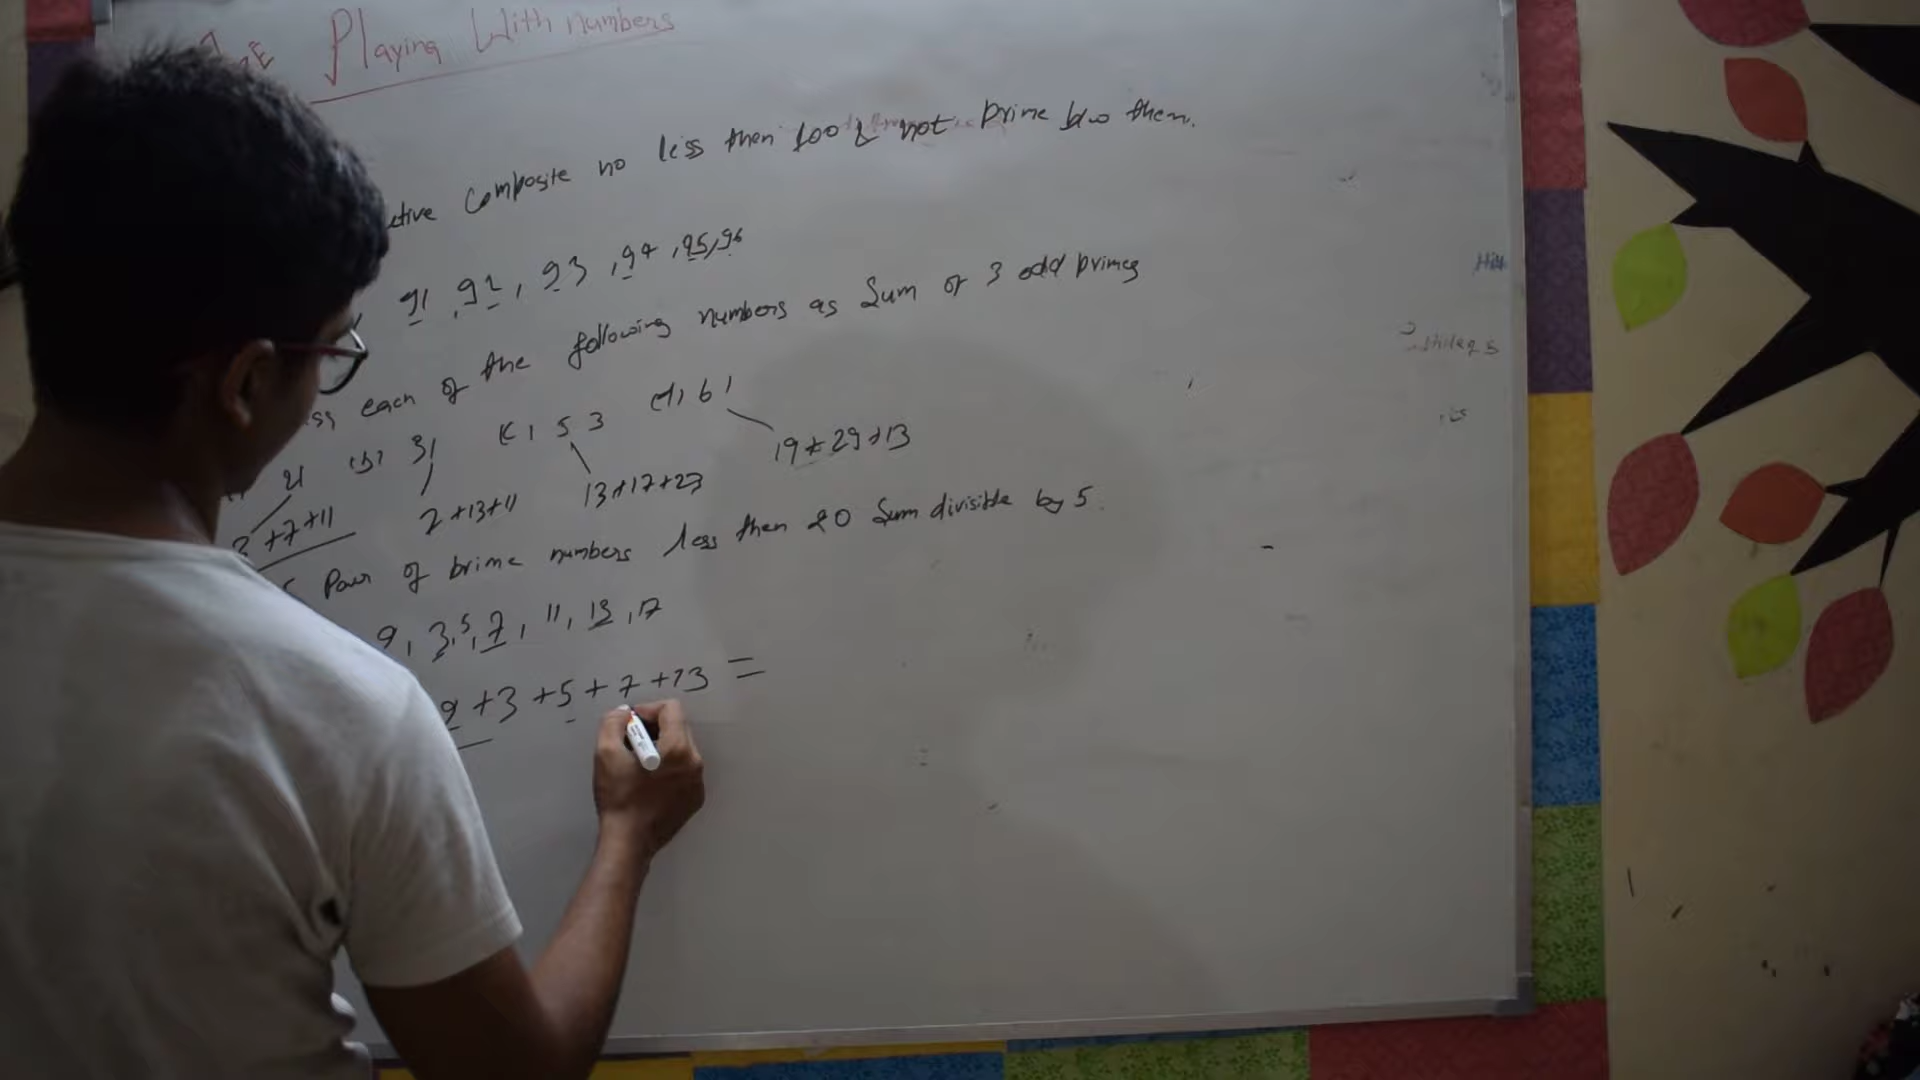 Playing With numbers
Composite no less then 100 & not Prime b/w them.
91, 92, 93, 94, 95, 96
each of the following numbers as Sum of 3 odd primes
21 (b) 31 (c) 53 (d) 61
3+7+11 2+13+11 13+17+23 19+29+13
Pair of prime numbers less then 20 Sum divisible by 5.
2, 3, 5, 7, 11, 13, 17
2+3+5+7+13 =